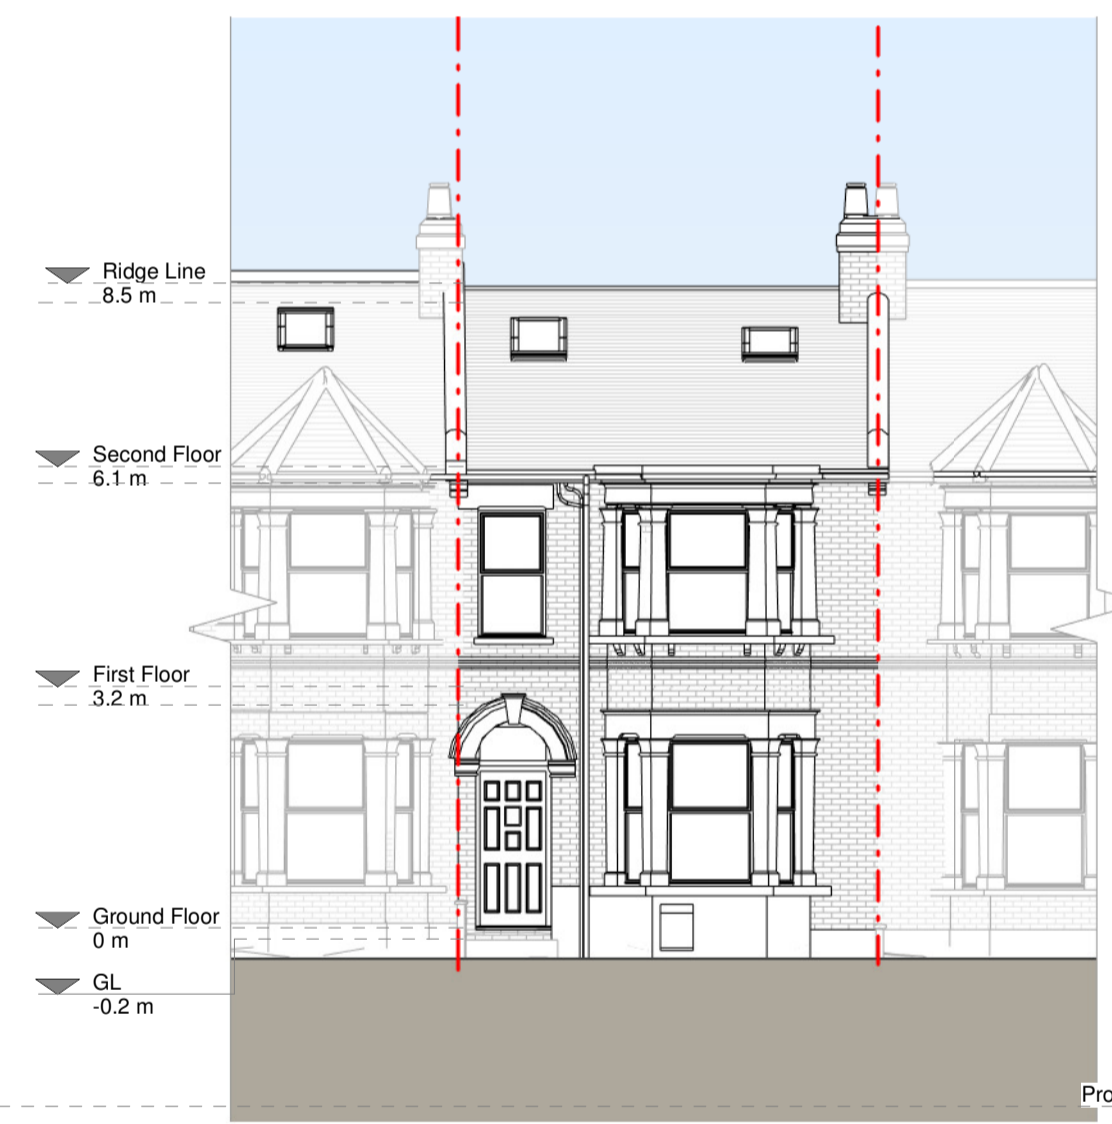 Ridge Line
8.5 m
Second Floor
6.1 m
First Floor
3.2 m
Ground Floor
0 m
GL
-0.2 m
Pro